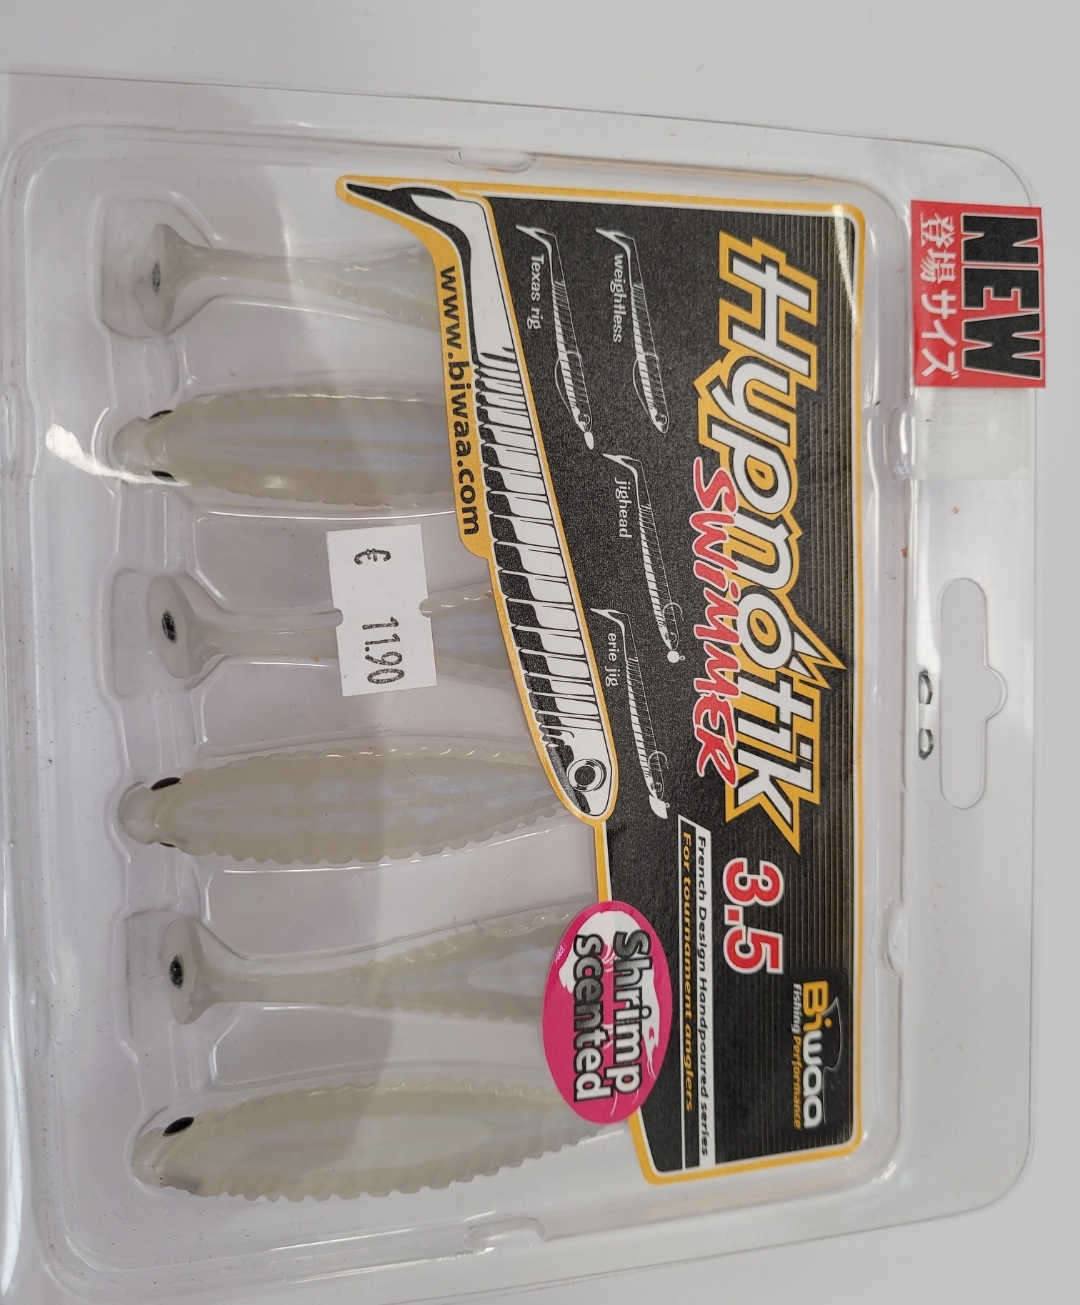 NEW
登場サイズ
Hypnotik
SWiMMER
3.5
Biwaa
Fishing Performance
French Design Handpoured series
For tournament anglers
weightless
Texas rig
jighead
erie jig
www.biwaa.com
Shrimp
scented
€ 11.90